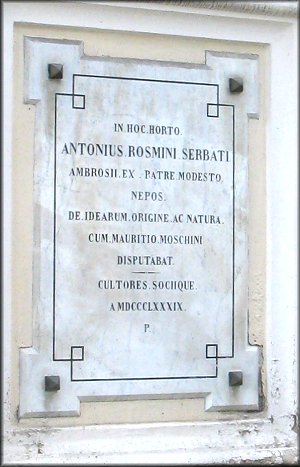 IN HOC.HORTO.
ANTONIUS.ROSMINI SERBATI
AMBROSII.EX.PATRE MODESTO
NEPOS.
DE.IDEARUM.ORIGINE.AC NATURA.
CUM.MAURITIO MOSCHINI
DISPUTABAT.
CULTORES.SOCIIQUE.
A MDCCCLXXXIX.
P.